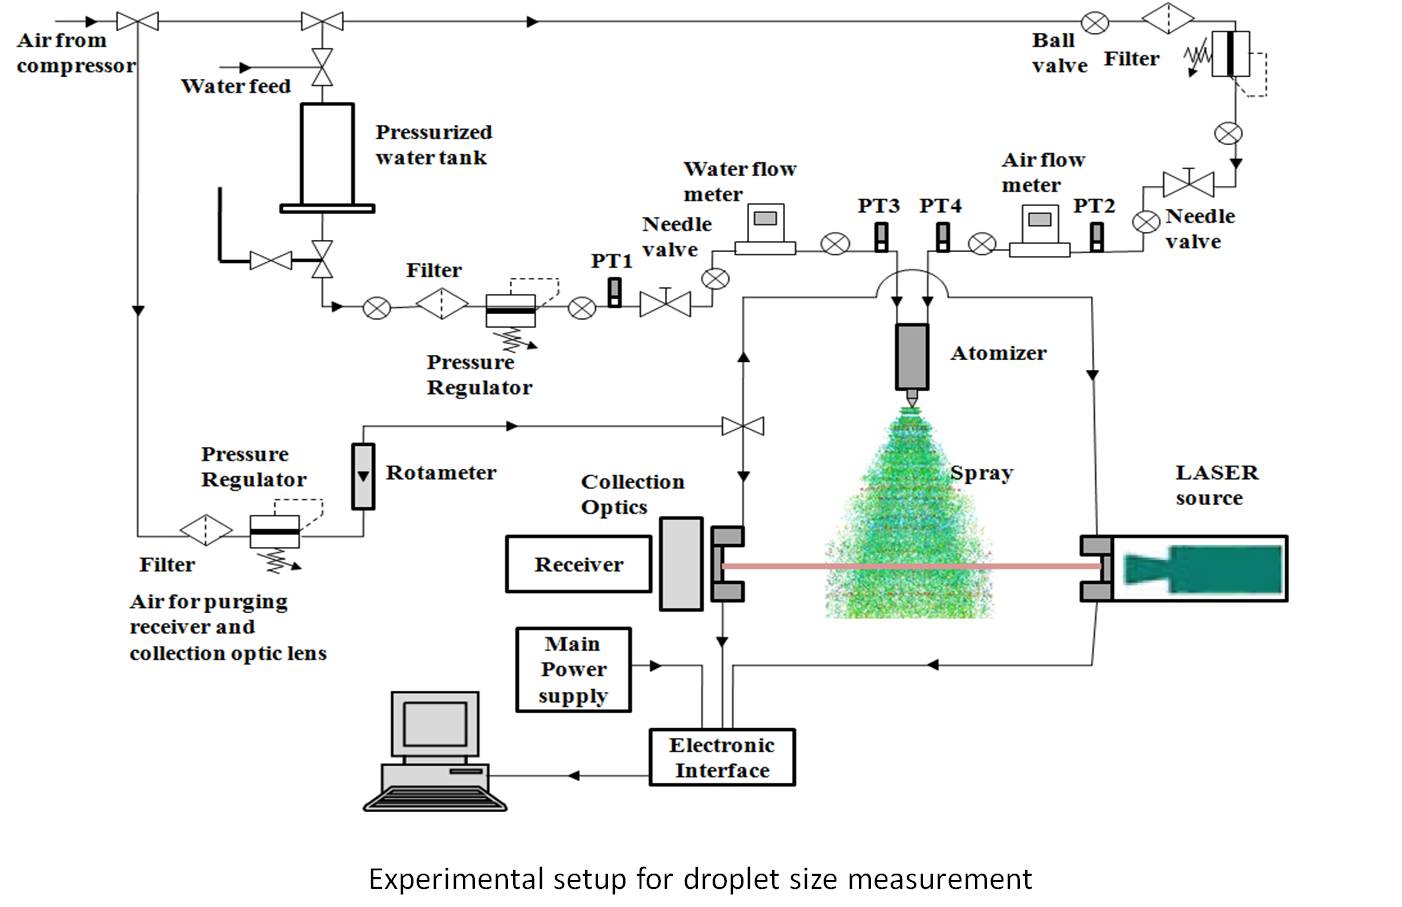 Air from
compressor
Water feed
Pressurized
water tank
Ball
valve
Filter
Water flow
meter
Air flow
meter
Needle
valve
PT3
PT4
PT2
Needle
valve
PT1
Filter
Pressure
Regulator
Atomizer
Pressure
Regulator
Rotameter
Collection
Optics
Spray
LASER
source
Filter
Receiver
Air for purging
receiver and
collection optic lens
Main
Power
supply
Electronic
Interface
Experimental setup for droplet size measurement